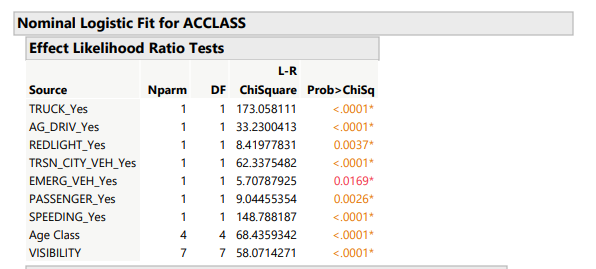 Nominal Logistic Fit for ACCLASS
Effect Likelihood Ratio Tests
L-R
Source Nparm DF ChiSquare Prob>ChiSq
TRUCK_Yes 1 1 173.058111 <.0001*
AG_DRIV_Yes 1 1 33.2300413 <.0001*
REDLIGHT_Yes 1 1 8.41977831 0.0037*
TRSN_CITY_VEH_Yes 1 1 62.3375482 <.0001*
EMERG_VEH_Yes 1 1 5.70787925 0.0169*
PASSENGER_Yes 1 1 9.04455354 0.0026*
SPEEDING_Yes 1 1 148.788187 <.0001*
Age Class 4 4 68.4359342 <.0001*
VISIBILITY 7 7 58.0714271 <.0001*